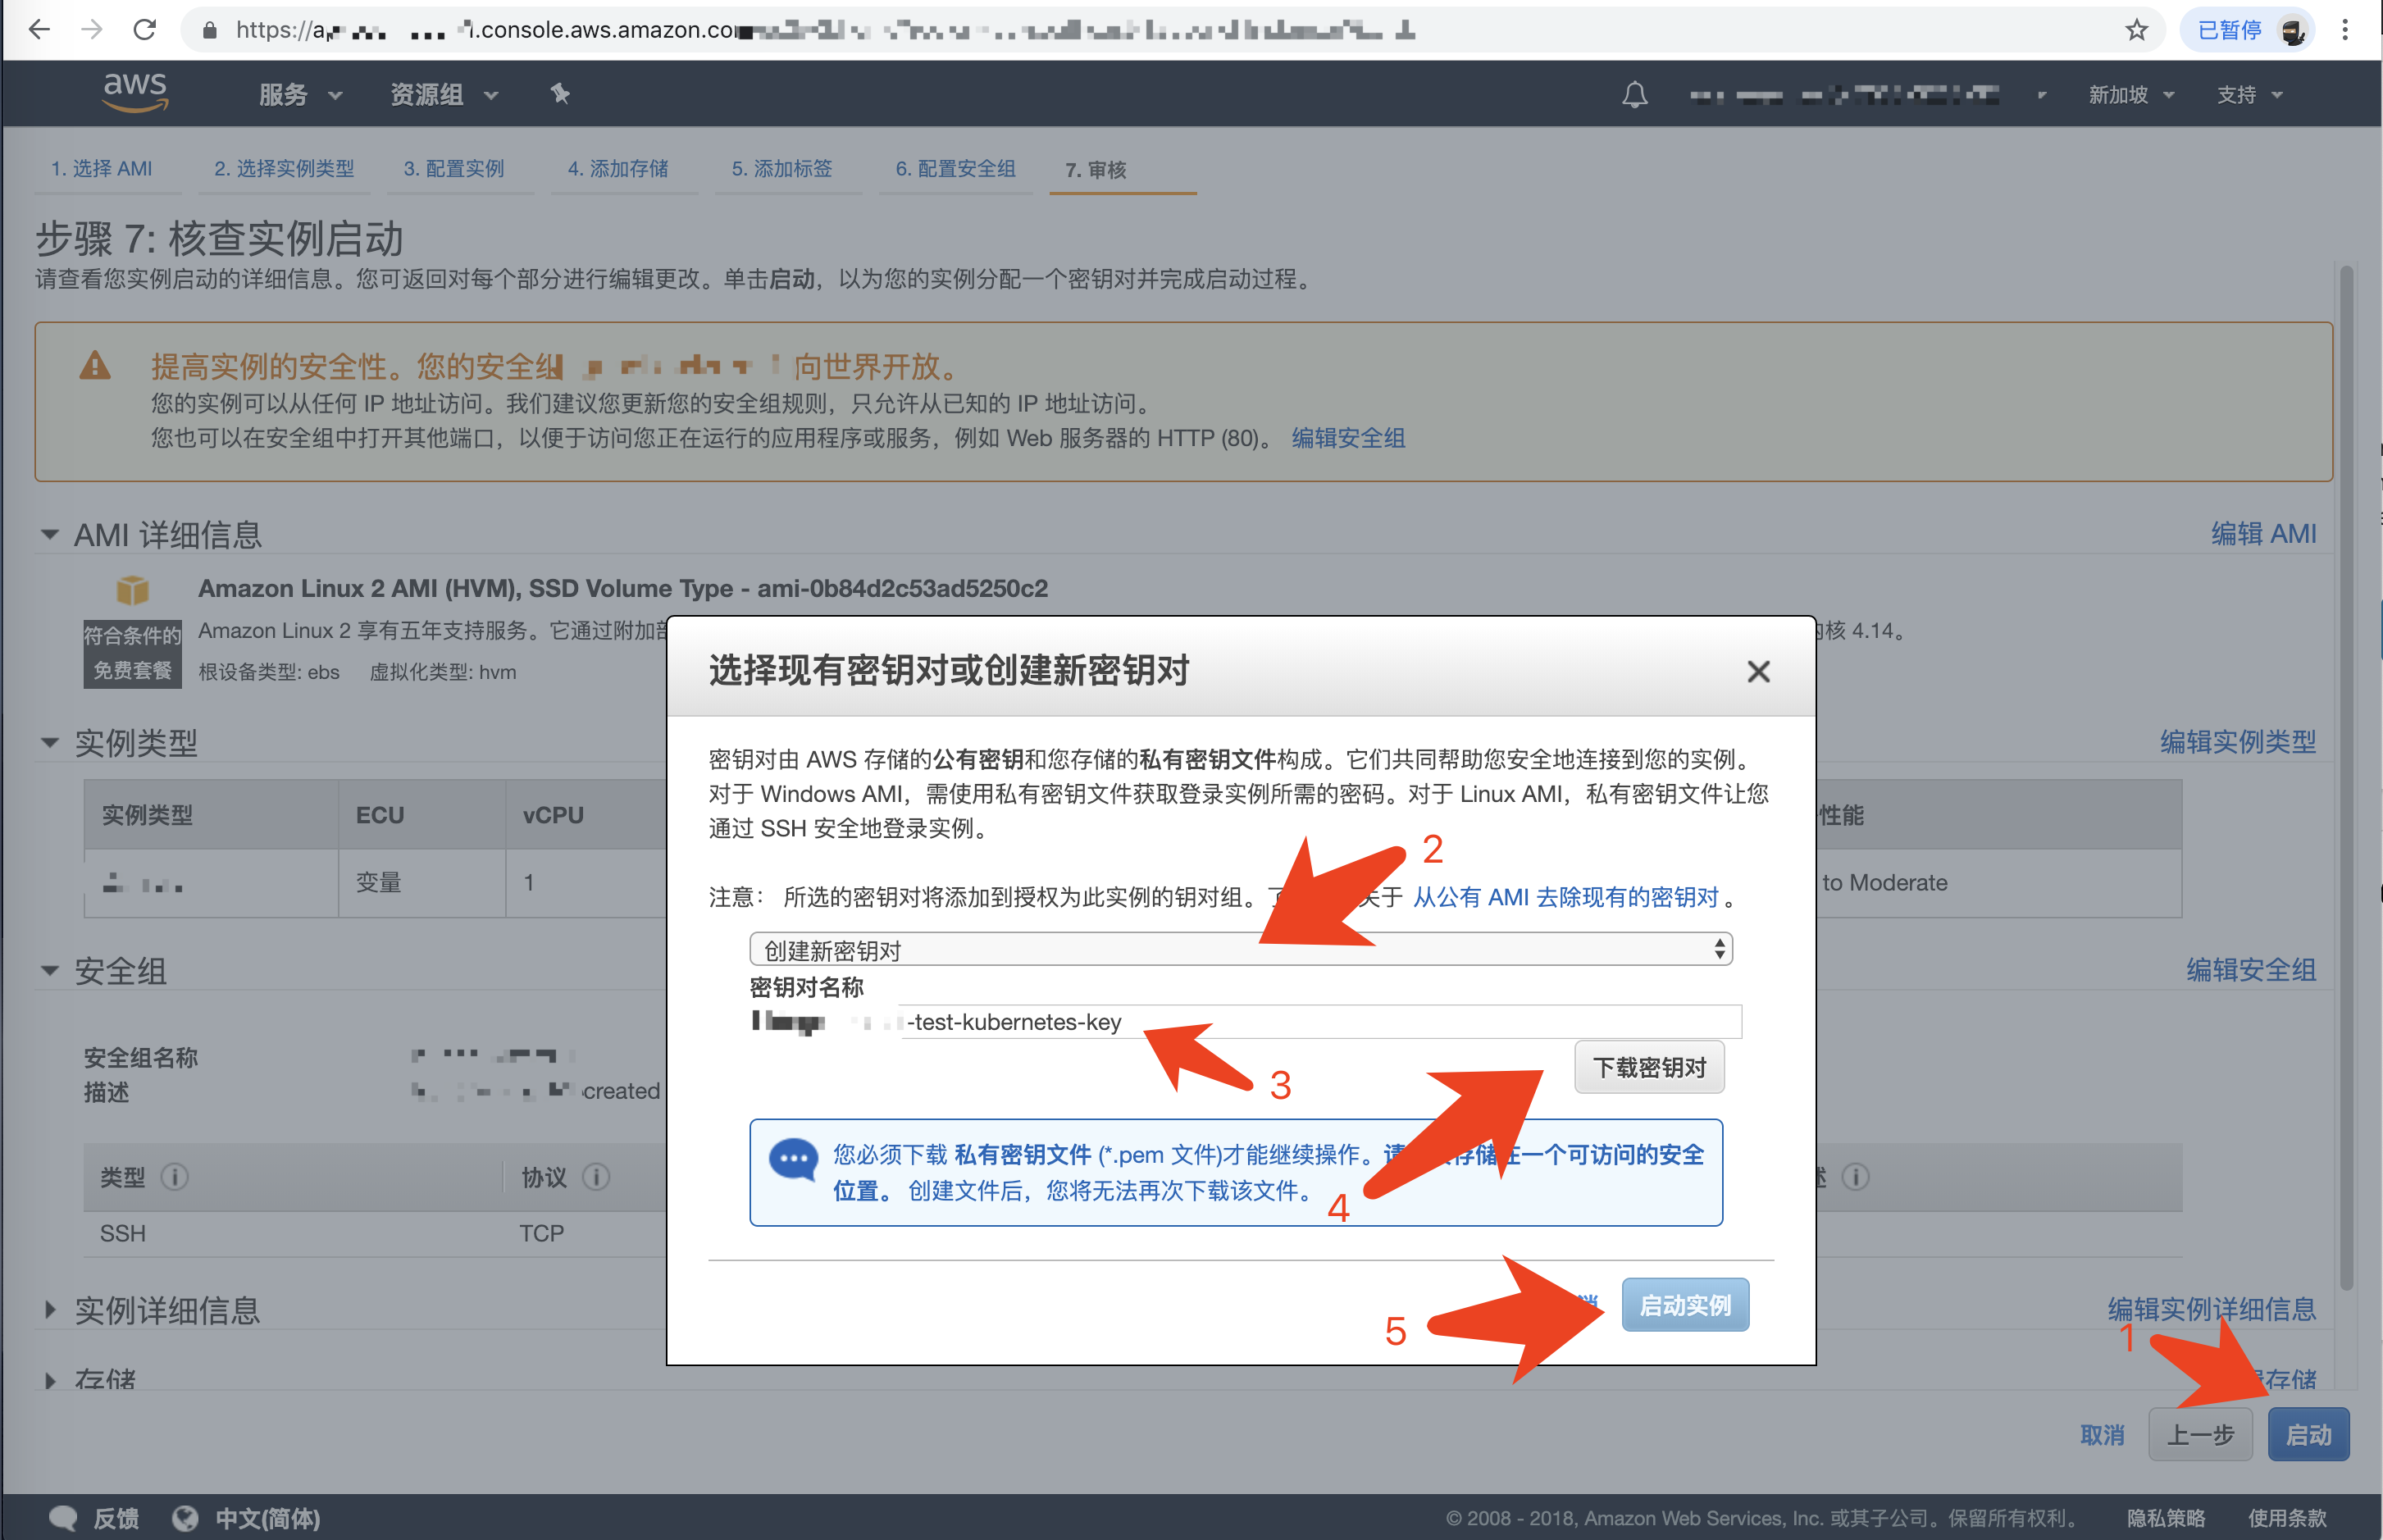 https://a
.console.aws.amazon.co
已暂停
aws
服务
资源组
新加坡
支持
1. 选择 AMI
2. 选择实例类型
3. 配置实例
4. 添加存储
5. 添加标签
6. 配置安全组
7. 审核
步骤 7: 核查实例启动
请查看您实例启动的详细信息。您可返回对每个部分进行编辑更改。单击启动，以为您的实例分配一个密钥对并完成启动过程。
提高实例的安全性。您的安全组 向世界开放。
您的实例可以从任何 IP 地址访问。我们建议您更新您的安全组规则，只允许从已知的 IP 地址访问。
您也可以在安全组中打开其他端口，以便于访问您正在运行的应用程序或服务，例如 Web 服务器的 HTTP (80)。 编辑安全组
AMI 详细信息
编辑 AMI
Amazon Linux 2 AMI (HVM), SSD Volume Type - ami-0b84d2c53ad5250c2
符合条件的
免费套餐
Amazon Linux 2 享有五年支持服务。它通过附加
核 4.14。
根设备类型: ebs 虚拟化类型: hvm
实例类型
编辑实例类型
实例类型 ECU vCPU 性能
变量 1 to Moderate
安全组
编辑安全组
安全组名称
描述 created
类型 协议
SSH TCP
实例详细信息
编辑实例详细信息
存储
存储
取消 上一步 启动
选择现有密钥对或创建新密钥对
密钥对由 AWS 存储的公有密钥和您存储的私有密钥文件构成。它们共同帮助您安全地连接到您的实例。
对于 Windows AMI，需使用私有密钥文件获取登录实例所需的密码。对于 Linux AMI，私有密钥文件让您
通过 SSH 安全地登录实例。
注意： 所选的密钥对将添加到授权为此实例的钥对组。 关于 从公有 AMI 去除现有的密钥对 。
创建新密钥对
密钥对名称
-test-kubernetes-key
下载密钥对
您必须下载 私有密钥文件 (*.pem 文件)才能继续操作。请 存储在一个可访问的安全
位置。 创建文件后，您将无法再次下载该文件。
启动实例
1
2
3
4
5
反馈
中文(简体)
© 2008 - 2018, Amazon Web Services, Inc. 或其子公司。保留所有权利。
隐私策略
使用条款